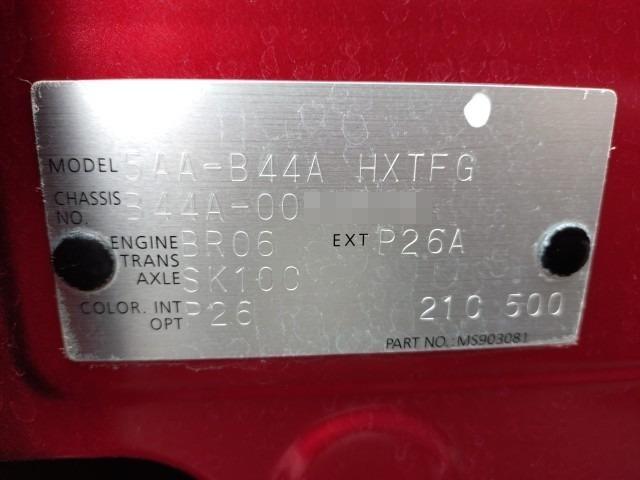 MODEL 5AA-B44A HXTFG
CHASSIS NO. B44A-00
ENGINE BR06 EXT P26A
TRANS AXLE SK100
COLOR. INT OPT P26 21C 500
PART NO.:MS903081